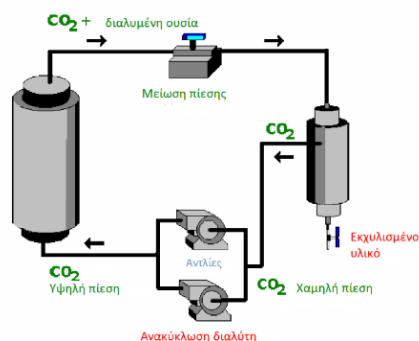 CO2 + διαλυμένη ουσία
Μείωση πίεσης
CO2
Εκχυλισμένο
υλικό
Αντλίες
CO2
Υψηλή πίεση
CO2 Χαμηλή πίεση
Ανακύκλωση διαλύτη